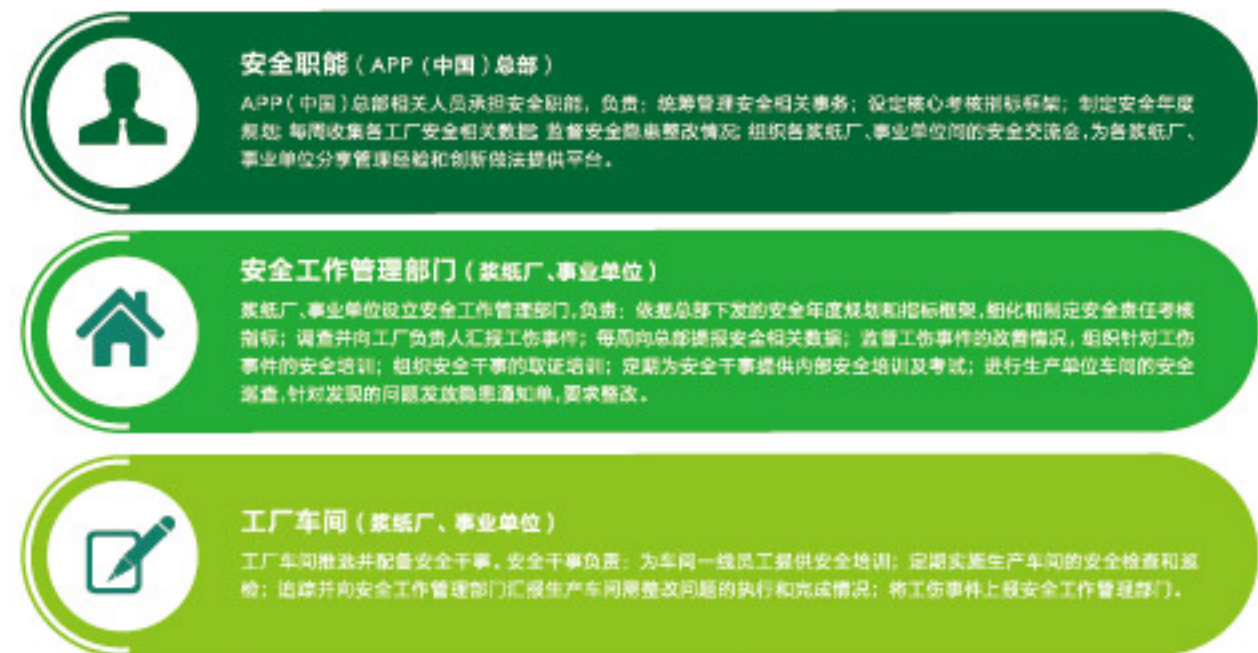 安全职能（APP（中国）总部）
APP（中国）总部相关人员承担安全职能，负责：统筹管理安全相关事务；设定核心考核指标框架；制定安全年度
规划；每周收集各工厂安全相关数据；监督安全隐患整改情况；组织各浆纸厂、事业单位间的安全交流会，为各浆纸厂、
事业单位分享管理经验和创新做法提供平台。
安全工作管理部门（浆纸厂、事业单位）
浆纸厂、事业单位设立安全工作管理部门，负责：依据总部下发的安全年度规划和指标框架，细化和制定安全责任考核
指标；调查并向工厂负责人汇报工伤事件；每周向总部提报安全相关数据；监督工伤事件的改善情况，组织针对工伤
事件的安全培训；组织安全干事的取证培训；定期为安全干事提供内部安全培训及考试；进行生产单位车间的安全
巡查，针对发现的问题发放隐患通知单，要求整改。
工厂车间（浆纸厂、事业单位）
工厂车间推选并配备安全干事。安全干事负责：为车间一线员工提供安全培训；定期实施生产车间的安全检查和巡
检；追踪并向安全工作管理部门汇报生产车间需整改问题的执行和完成情况；将工伤事件上报安全工作管理部门。